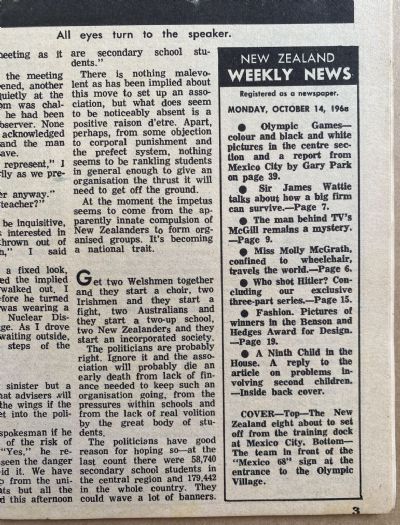 All eyes turn to the speaker.
meeting as it
the meeting
ened, another
quietly at the
om was chal-
he had been
bserver. None
acknowledged
and the man
ave.
represent," I
ily as we pre-
er anyway."
teacher?"
be inquisitive,
interested in
hrown out of
n," I said
a fixed look,
ed the implied
walked out, I
fore he turned
was wearing a
Nuclear Dis-
ge. As I drove
waiting outside,
steps of the
sinister but a
hat advisers will
the wings if the
et into the poli-
spokesman if he
of the risk of
"Yes," he re-
seen the danger
id it. We have
from the uni-
ats but all the
d this afternoon
are secondary school stu-
dents."
There is nothing malevo-
lent as has been implied about
this move to set up an asso-
ciation, but what does seem
to be noticeably absent is a
positive raison d'etre. Apart,
perhaps, from some objection
to corporal punishment and
the prefect system, nothing
seems to be rankling students
in general enough to give an
organisation the thrust it will
need to get off the ground.
At the moment the impetus
seems to come from the ap-
parently innate compulsion of
New Zealanders to form org-
anised groups. It's becoming
a national trait.
Get two Welshmen together
and they start a choir, two
Irishmen and they start a
fight, two Australians and
they start a two-up school,
two New Zealanders and they
start an incorporated society.
The politicians are probably
right. Ignore it and the asso-
ciation will probably die an
early death from lack of fin-
ance needed to keep such an
organisation going, from the
pressures within schools and
from the lack of real volition
by the great body of stu-
dents.
The politicians have good
reason for hoping so—at the
last count there were 58,740
secondary school students in
the central region and 179,442
in the whole country. They
could wave a lot of banners.
NEW ZEALAND
WEEKLY NEWS
Registered as a newspaper.
MONDAY, OCTOBER 14, 1968
● Olympic Games—
colour and black and white
pictures in the centre sec-
tion and a report from
Mexico City by Gary Park
on page 39.
● Sir James Wattie
talks about how a big firm
can survive.—Page 7.
● The man behind TV's
McGill remains a mystery.
—Page 9.
● Miss Molly McGrath,
confined to wheelchair,
travels the world.—Page 6.
● Who shot Hitler? Con-
cluding our exclusive
three-part series.—Page 15.
● Fashion. Pictures of
winners in the Benson and
Hedges Award for Design.
—Page 19.
● A Ninth Child in the
House. A reply to the
article on problems in-
volving second children.
—Inside back cover.
COVER—Top—The New
Zealand eight about to set
off from the training dock
at Mexico City. Bottom—
The team in front of the
"Mexico 68" sign at the
entrance to the Olympic
Village.
3